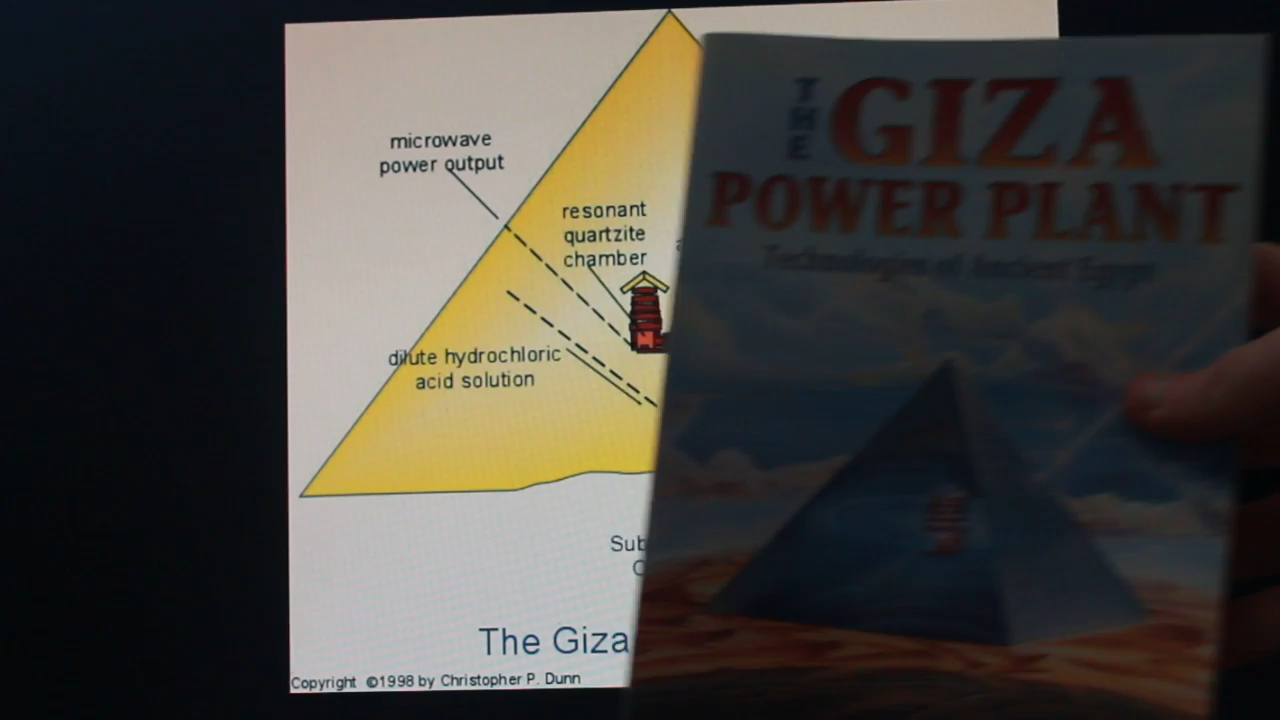 microwave
power output
resonant
quartzite
chamber
dilute hydrochloric
acid solution
Sub
The Giza
Copyright ©1998 by Christopher P. Dunn
THE
GIZA
POWER PLANT
Technologies of Ancient Egypt